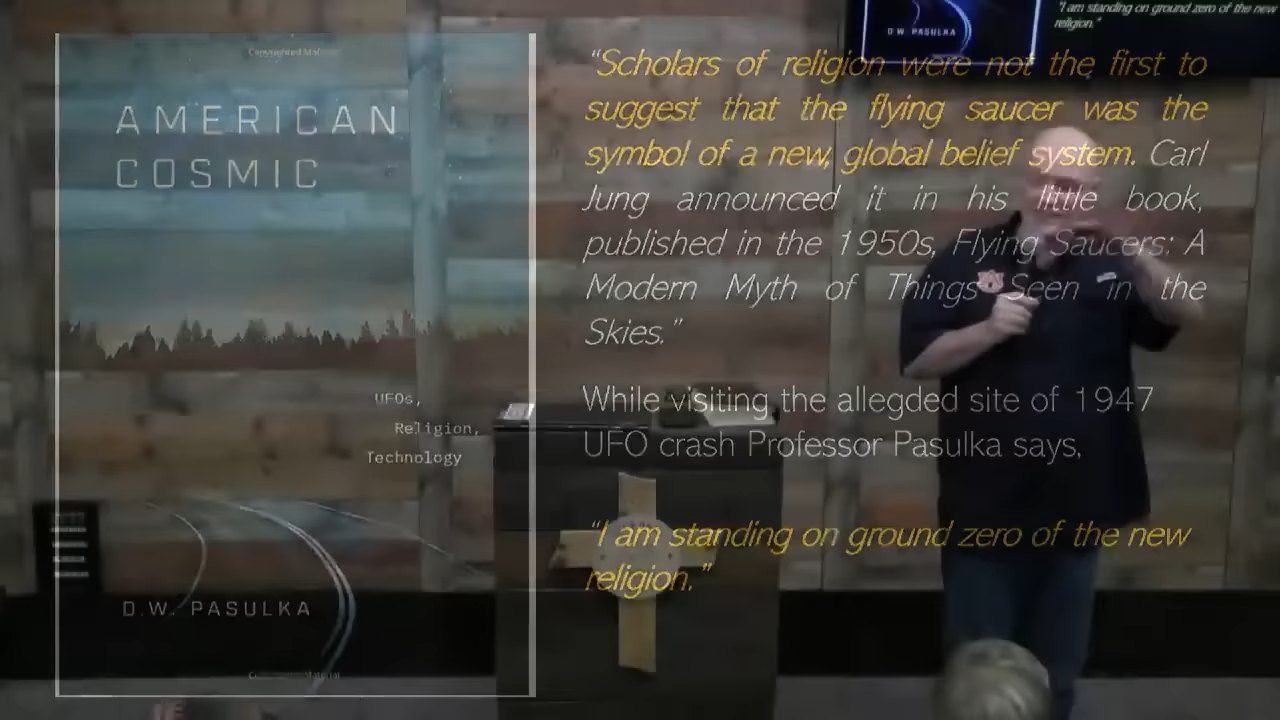 "I am standing on ground zero of the new
religion."
D.W. PASULKA
Copyrighted Material
AMERICAN
COSMIC
UFOs,
Religion,
Technology
D.W. PASULKA
"Scholars of religion were not the first to
suggest that the flying saucer was the
symbol of a new, global belief system. Carl
Jung announced it in his little book,
published in the 1950s, Flying Saucers: A
Modern Myth of Things Seen in the
Skies."
While visiting the allegded site of 1947
UFO crash Professor Pasulka says,
"I am standing on ground zero of the new
religion."